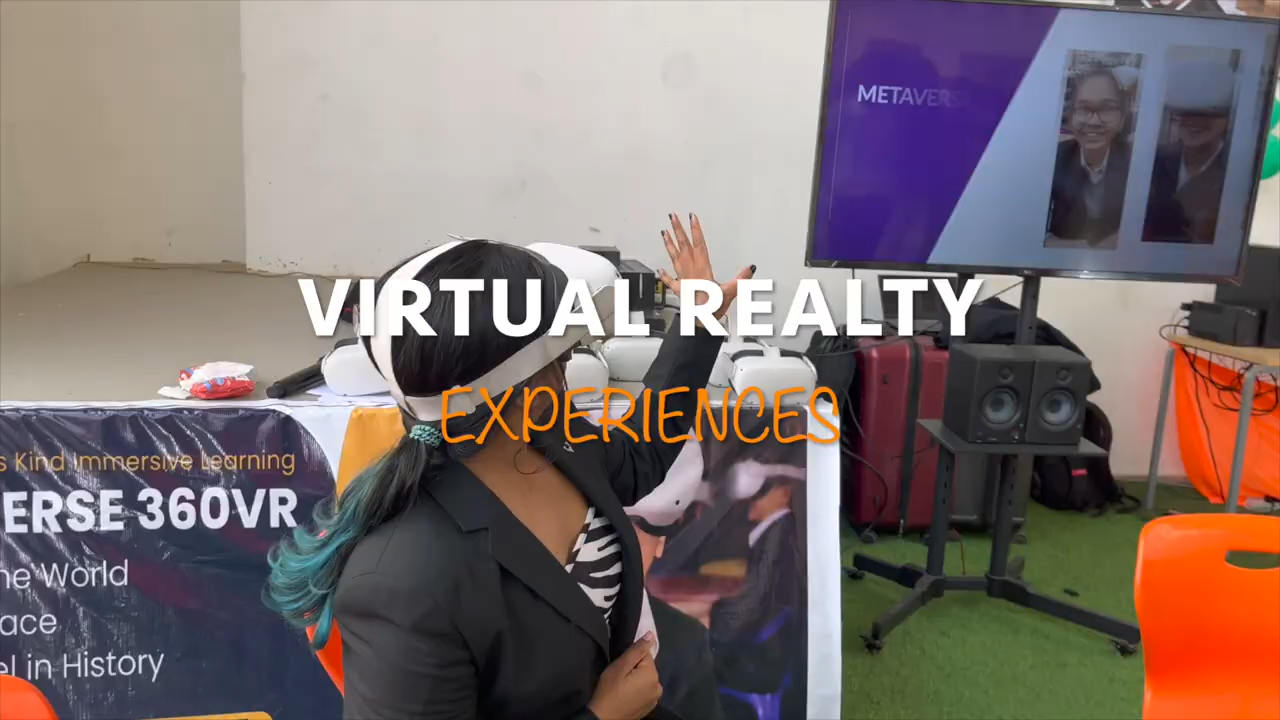 METAVERS
VIRTUAL REALTY
EXPERIENCES
s Kind Immersive Learning
ERSE 360VR
he World
ace
el in History